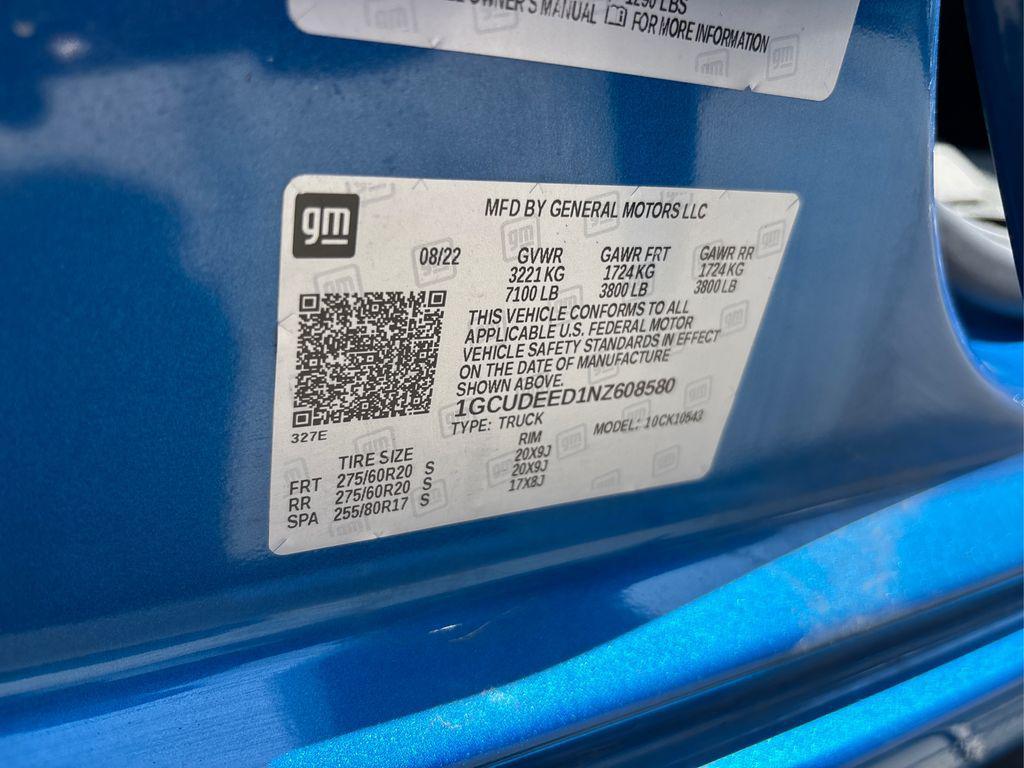 1290 LBS
OWNER'S MANUAL FOR MORE INFORMATION
gm
MFD BY GENERAL MOTORS LLC
08/22 GVWR GAWR FRT GAWR RR
3221 KG 1724 KG 1724 KG
7100 LB 3800 LB 3800 LB
THIS VEHICLE CONFORMS TO ALL
APPLICABLE U.S. FEDERAL MOTOR
VEHICLE SAFETY STANDARDS IN EFFECT
ON THE DATE OF MANUFACTURE
SHOWN ABOVE.
1GCUDEED1NZ608580
TYPE: TRUCK MODEL: 10CK10543
327E
TIRE SIZE RIM
FRT 275/60R20 S 20X9J
RR 275/60R20 S 20X9J
SPA 255/80R17 S 17X8J